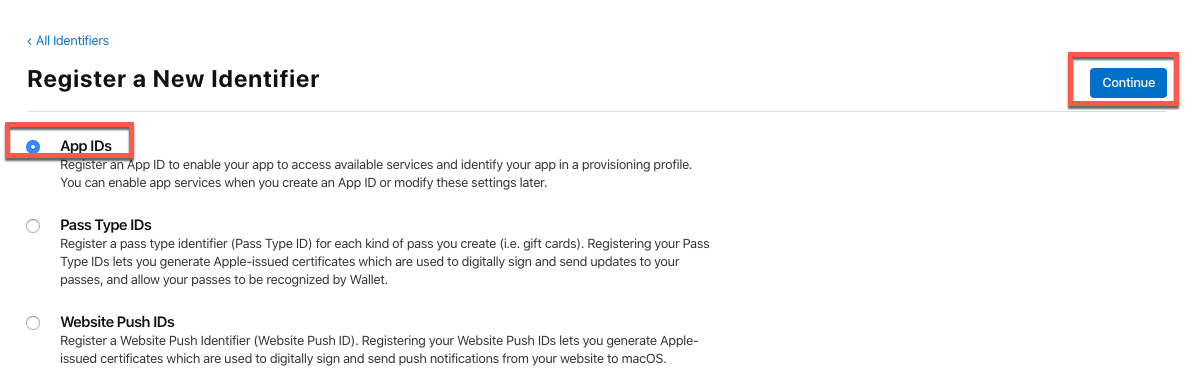 ‹ All Identifiers
Register a New Identifier
Continue
App IDs
Register an App ID to enable your app to access available services and identify your app in a provisioning profile.
You can enable app services when you create an App ID or modify these settings later.
Pass Type IDs
Register a pass type identifier (Pass Type ID) for each kind of pass you create (i.e. gift cards). Registering your Pass
Type IDs lets you generate Apple-issued certificates which are used to digitally sign and send updates to your
passes, and allow your passes to be recognized by Wallet.
Website Push IDs
Register a Website Push Identifier (Website Push ID). Registering your Website Push IDs lets you generate Apple-
issued certificates which are used to digitally sign and send push notifications from your website to macOS.